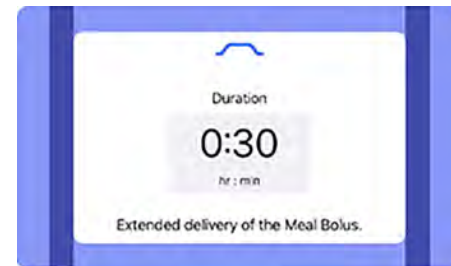 Duration
0:30
hr : min
Extended delivery of the Meal Bolus.